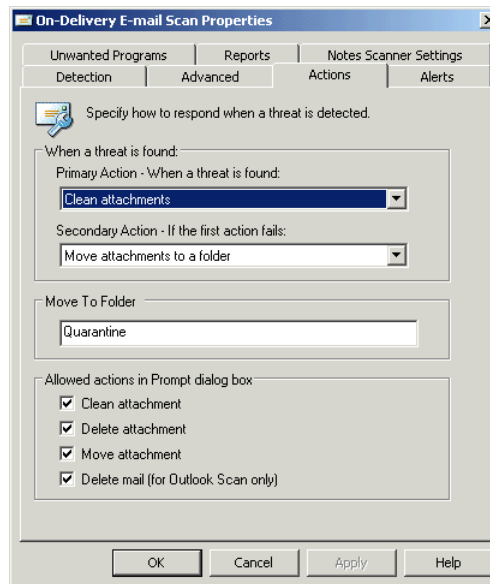 On-Delivery E-mail Scan Properties
Unwanted Programs
Reports
Notes Scanner Settings
Detection
Advanced
Actions
Alerts
Specify how to respond when a threat is detected.
When a threat is found:
Primary Action - When a threat is found:
Clean attachments
Secondary Action - If the first action fails:
Move attachments to a folder
Move To Folder
Quarantine
Allowed actions in Prompt dialog box
Clean attachment
Delete attachment
Move attachment
Delete mail (for Outlook Scan only)
OK
Cancel
Apply
Help